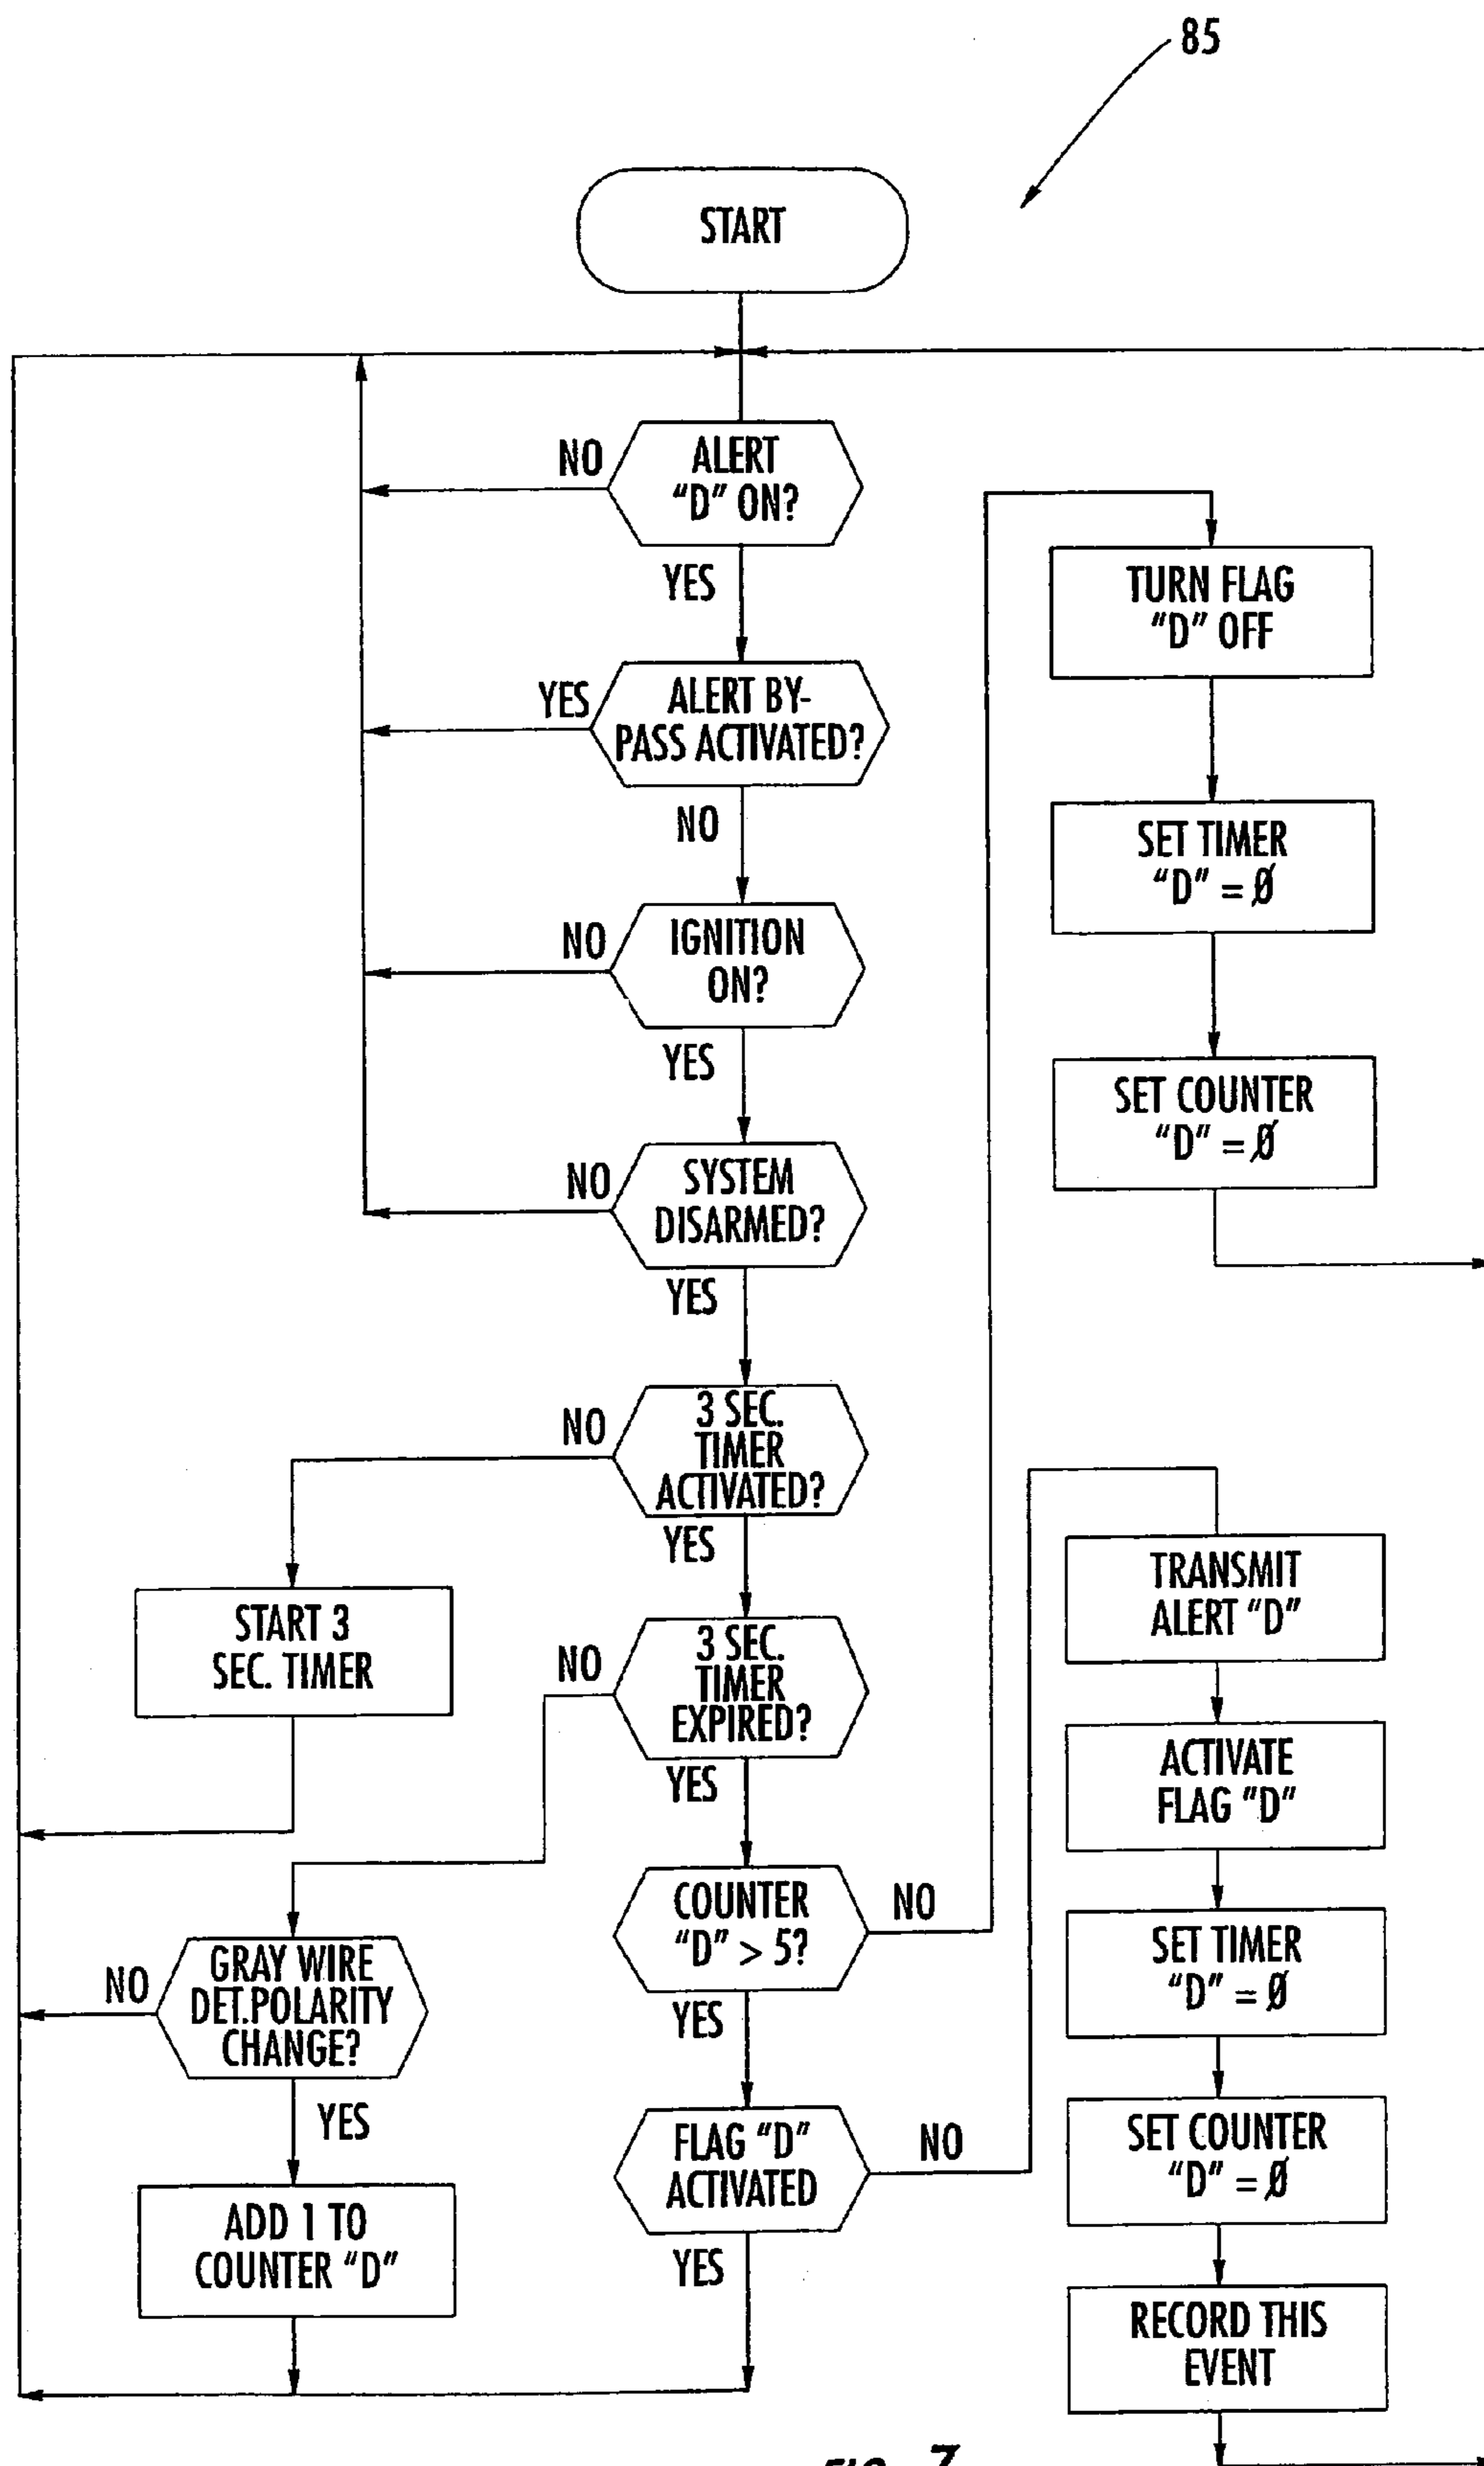 85
START
ALERT
"D" ON?
NO
YES
ALERT BY-
PASS ACTIVATED?
YES
NO
IGNITION
ON?
NO
YES
SYSTEM
DISARMED?
NO
YES
3 SEC.
TIMER
ACTIVATED?
NO
YES
START 3
SEC. TIMER
3 SEC.
TIMER
EXPIRED?
NO
YES
GRAY WIRE
DET.POLARITY
CHANGE?
NO
YES
ADD 1 TO
COUNTER "D"
COUNTER
"D" > 5?
NO
YES
FLAG "D"
ACTIVATED
NO
YES
TURN FLAG
"D" OFF
SET TIMER
"D" = Ø
SET COUNTER
"D" = Ø
TRANSMIT
ALERT "D"
ACTIVATE
FLAG "D"
SET TIMER
"D" = Ø
SET COUNTER
"D" = Ø
RECORD THIS
EVENT